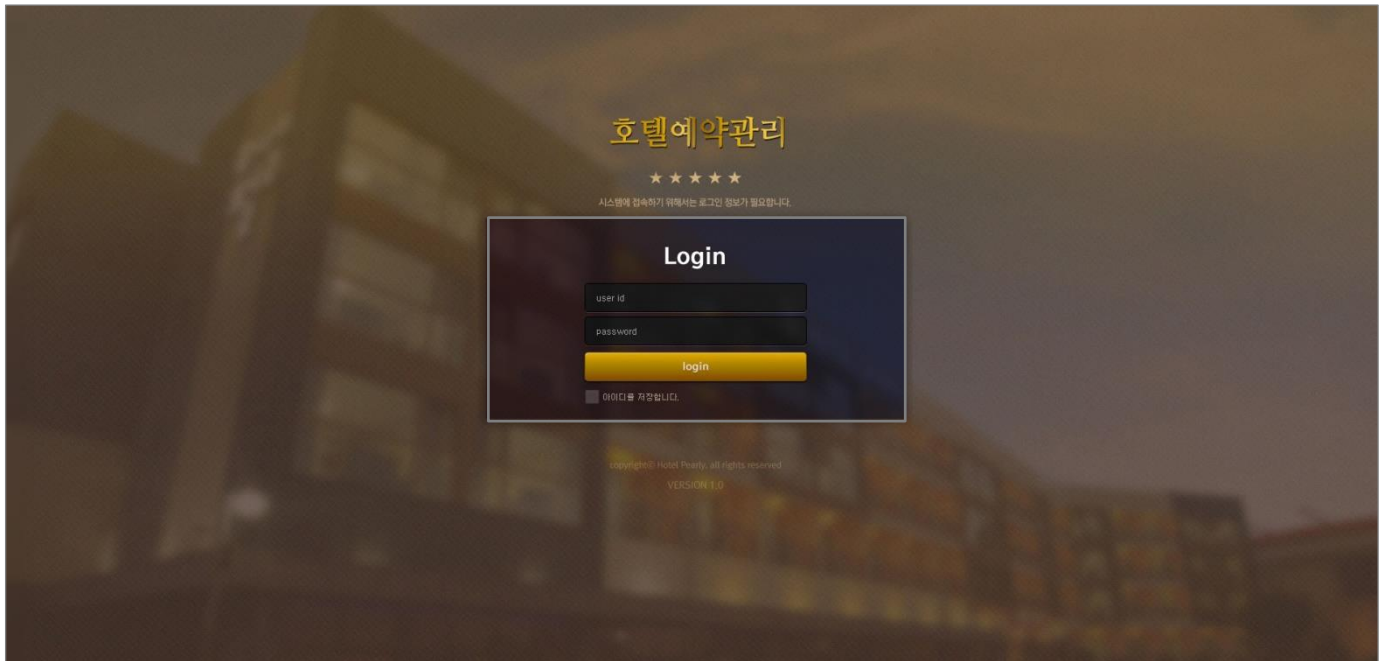 호텔예약관리
★★★★★
시스템에 접속하기 위해서는 로그인 정보가 필요합니다.
Login
user id
password
login
아이디를 저장합니다.
copyright© Hotel Pearly. all rights reserved
VERSION 1.0